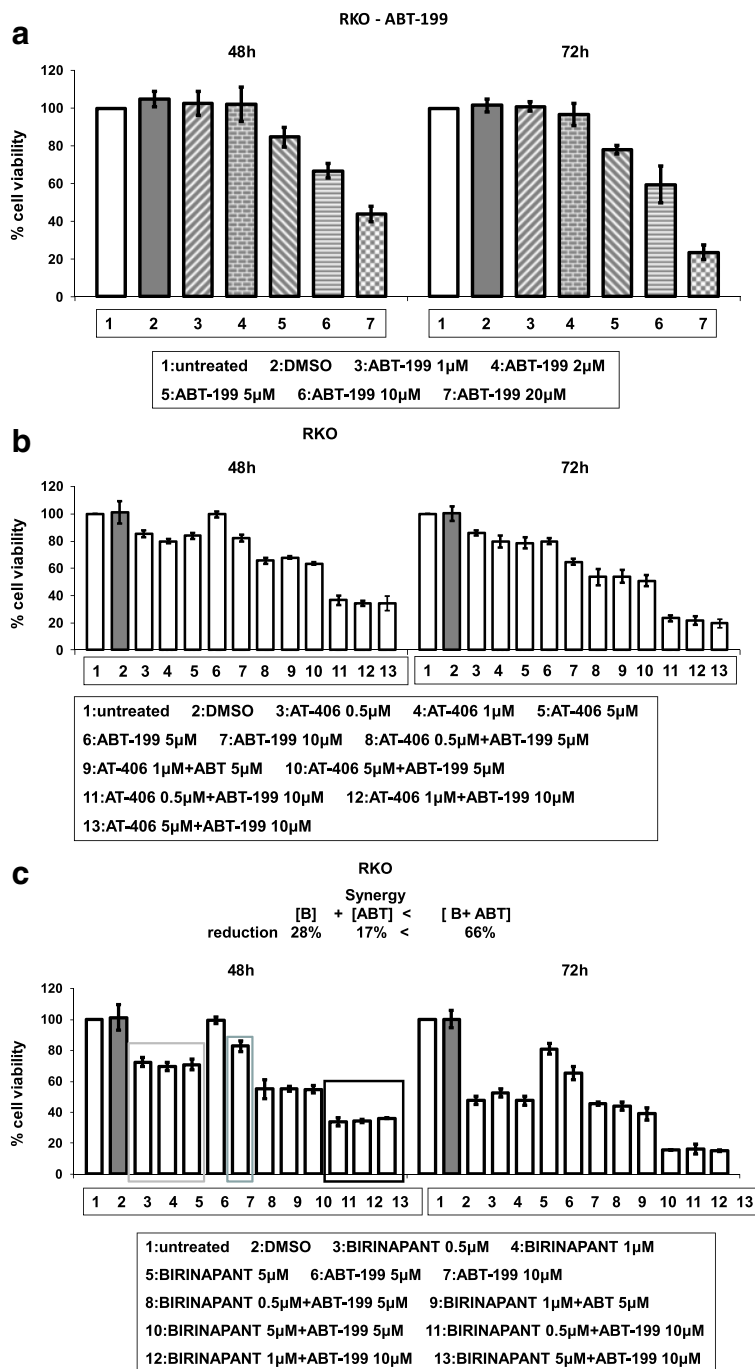 a
RKO - ABT-199
48h
72h
% cell viability
120
100
80
60
40
20
0
1 2 3 4 5 6 7
1 2 3 4 5 6 7
1:untreated 2:DMSO 3:ABT-199 1µM 4:ABT-199 2µM
5:ABT-199 5µM 6:ABT-199 10µM 7:ABT-199 20µM
b
RKO
48h
72h
% cell viability
120
100
80
60
40
20
0
1 2 3 4 5 6 7 8 9 10 11 12 13
1 2 3 4 5 6 7 8 9 10 11 12 13
1:untreated 2:DMSO 3:AT-406 0.5µM 4:AT-406 1µM 5:AT-406 5µM
6:ABT-199 5µM 7:ABT-199 10µM 8:AT-406 0.5µM+ABT-199 5µM
9:AT-406 1µM+ABT 5µM 10:AT-406 5µM+ABT-199 5µM
11:AT-406 0.5µM+ABT-199 10µM 12:AT-406 1µM+ABT-199 10µM
13:AT-406 5µM+ABT-199 10µM
c
RKO
Synergy
[B] + [ABT] < [ B+ ABT]
reduction 28% 17% < 66%
48h
72h
% cell viability
120
100
80
60
40
20
0
1 2 3 4 5 6 7 8 9 10 11 12 13
1 2 3 4 5 6 7 8 9 10 11 12 13
1:untreated 2:DMSO 3:BIRINAPANT 0.5µM 4:BIRINAPANT 1µM
5:BIRINAPANT 5µM 6:ABT-199 5µM 7:ABT-199 10µM
8:BIRINAPANT 0.5µM+ABT-199 5µM 9:BIRINAPANT 1µM+ABT 5µM
10:BIRINAPANT 5µM+ABT-199 5µM 11:BIRINAPANT 0.5µM+ABT-199 10µM
12:BIRINAPANT 1µM+ABT-199 10µM 13:BIRINAPANT 5µM+ABT-199 10µM